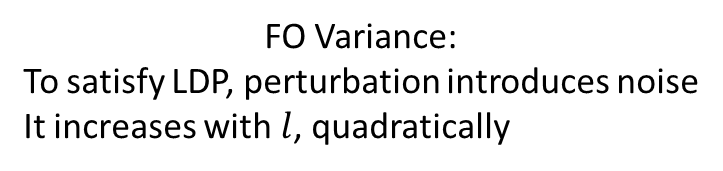 FO Variance:
To satisfy LDP, perturbation introduces noise
It increases with 𝑙, quadratically